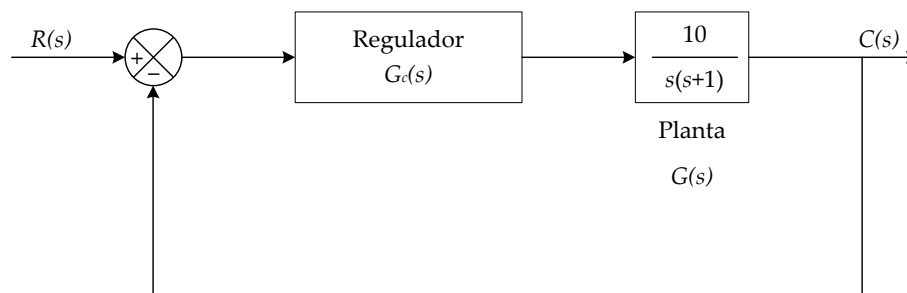 R(s)
+
−
Regulador
Gc(s)
10
s(s+1)
C(s)
Planta
G(s)